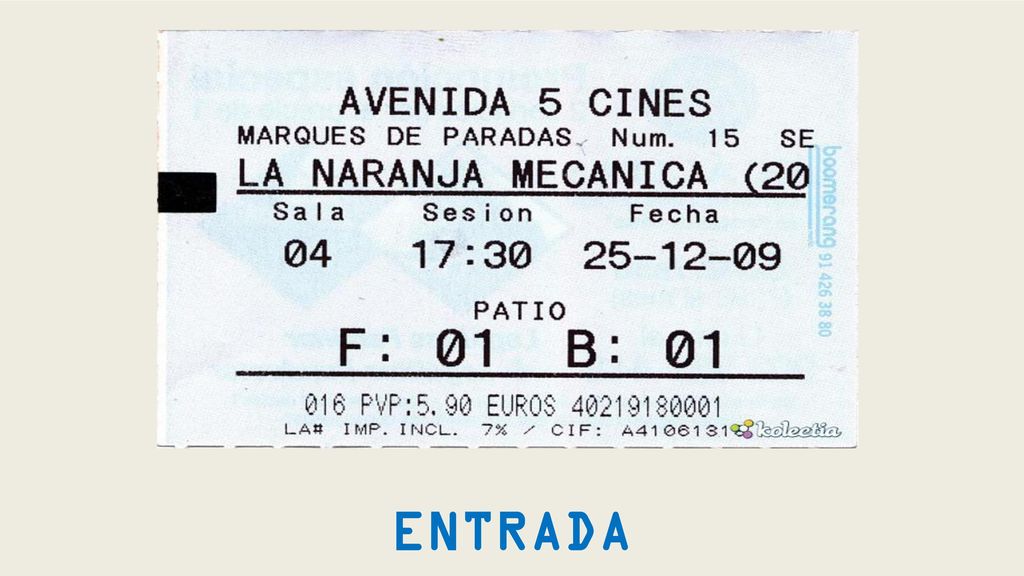 AVENIDA 5 CINES
MARQUES DE PARADAS Num. 15 SE
LA NARANJA MECANICA (20
Sala Sesion Fecha
04 17:30 25-12-09
PATIO
F: 01 B: 01
016 PVP:5.90 EUROS 40219180001
LA# IMP.INCL. 7% / CIF: A4106131
koleetia
boomerang 91 426 38 80
ENTRADA